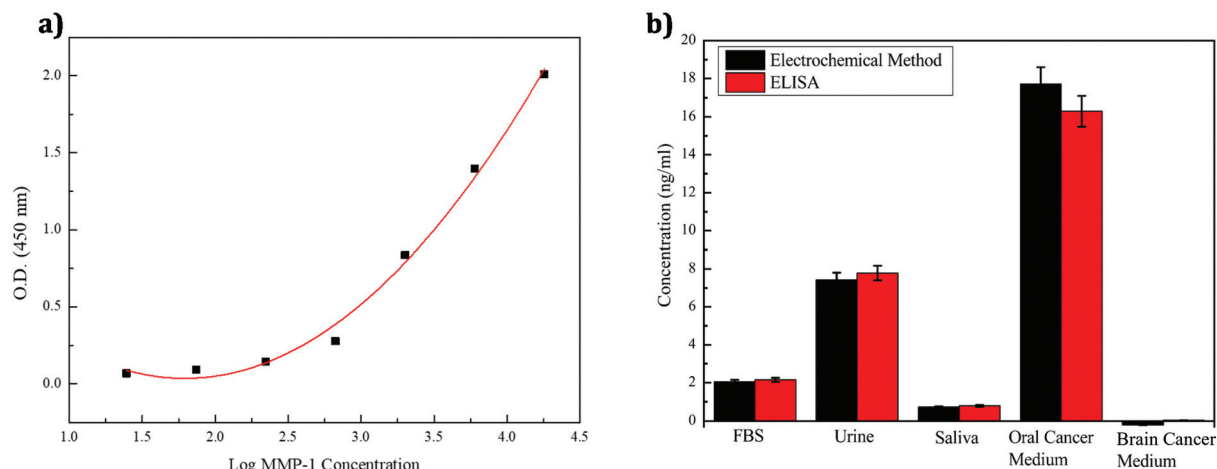 a)
2.0
1.5
1.0
0.5
0.0
O.D. (450 nm)
1.0 1.5 2.0 2.5 3.0 3.5 4.0 4.5
Log MMP-1 Concentration
b)
20
18
16
14
12
10
8
6
4
2
0
Concentration (ng/ml)
Electrochemical Method
ELISA
FBS Urine Saliva Oral Cancer Brain Cancer
Medium Medium